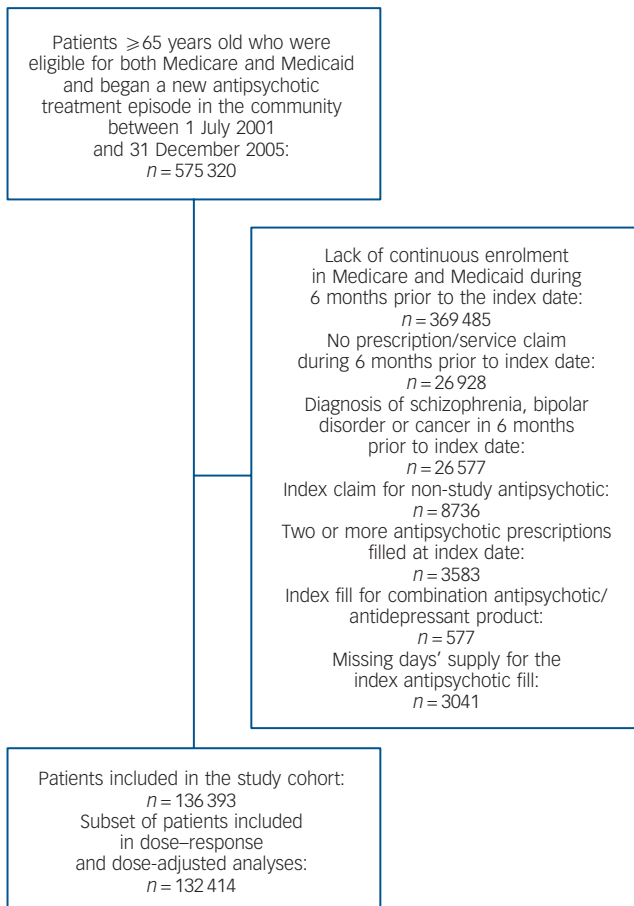 Patients ⩾65 years old who were
eligible for both Medicare and Medicaid
and began a new antipsychotic
treatment episode in the community
between 1 July 2001
and 31 December 2005:
n = 575 320
Lack of continuous enrolment
in Medicare and Medicaid during
6 months prior to the index date:
n = 369 485
No prescription/service claim
during 6 months prior to index date:
n = 26 928
Diagnosis of schizophrenia, bipolar
disorder or cancer in 6 months
prior to index date:
n = 26 577
Index claim for non-study antipsychotic:
n = 8736
Two or more antipsychotic prescriptions
filled at index date:
n = 3583
Index fill for combination antipsychotic/
antidepressant product:
n = 577
Missing days’ supply for the
index antipsychotic fill:
n = 3041
Patients included in the study cohort:
n = 136 393
Subset of patients included
in dose–response
and dose-adjusted analyses:
n = 132 414